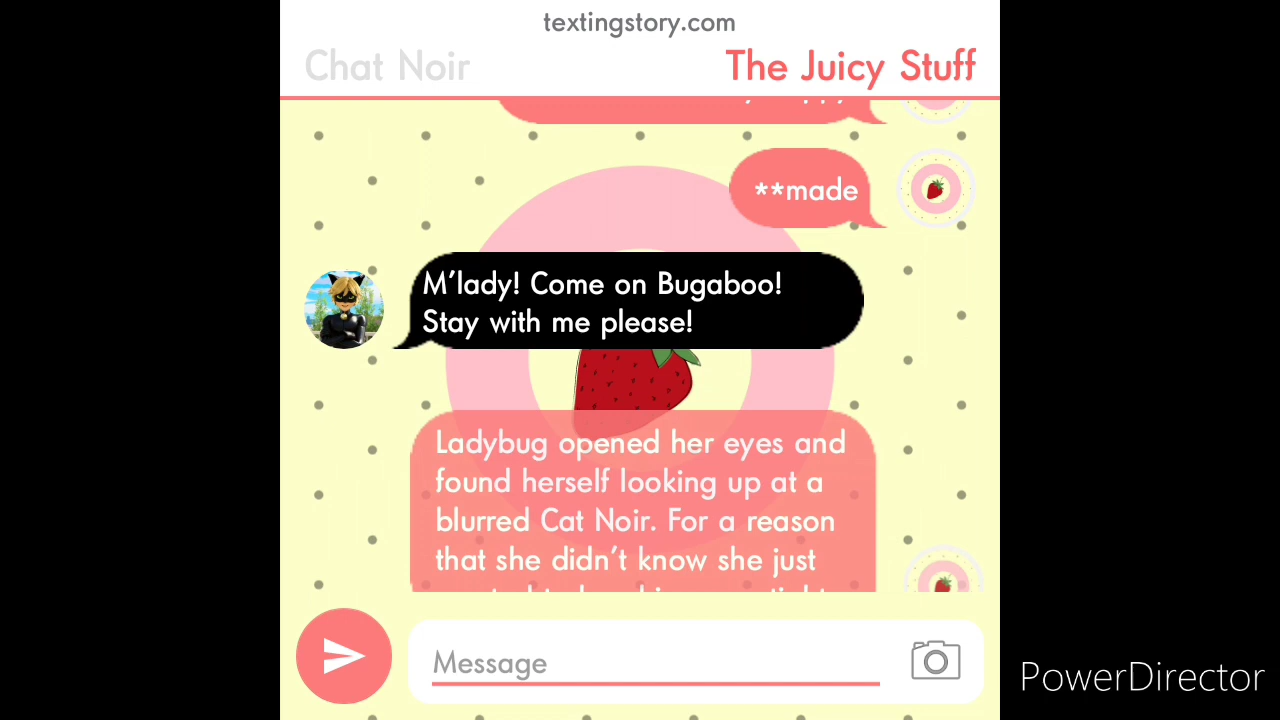 textingstory.com
Chat Noir
The Juicy Stuff
**made
M’lady! Come on Bugaboo!
Stay with me please!
Ladybug opened her eyes and
found herself looking up at a
blurred Cat Noir. For a reason
that she didn’t know she just
Message
PowerDirector